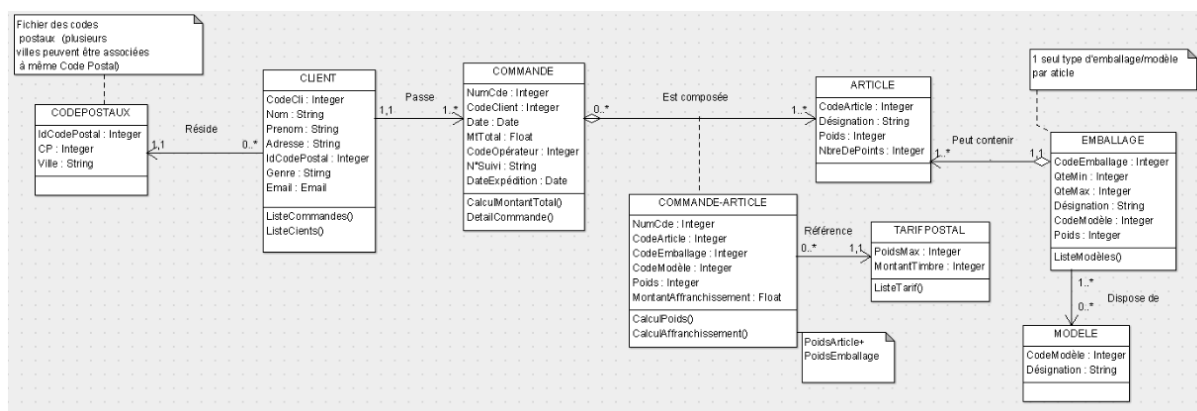 Fichier des codes
postaux (plusieurs
villes peuvent être associées
à même Code Postal)
CODEPOSTAUX
IdCodePostal : Integer
CP : Integer
Ville : String
Réside
1,1
0..*
CLIENT
CodeCli : Integer
Nom : String
Prenom : String
Adresse : String
IdCodePostal : Integer
Genre : String
Email : Email
ListeCommandes()
ListeCients()
Passe
1,1
1..*
COMMANDE
NumCde : Integer
CodeClient : Integer
Date : Date
MtTotal : Float
CodeOpérateur : Integer
N°Suivi : String
DateExpédition : Date
CalculMontantTotal()
DetailCommande()
Est composée
0..*
1..*
ARTICLE
CodeArticle : Integer
Désignation : String
Poids : Integer
NbreDePoints : Integer
COMMANDE-ARTICLE
NumCde : Integer
CodeArticle : Integer
CodeEmballage : Integer
CodeModèle : Integer
Poids : Integer
MontantAffranchissement : Float
CalculPoids()
CalculAffranchissement()
PoidsArticle+
PoidsEmballage
Référence
0..*
1,1
TARIFPOSTAL
PoidsMax : Integer
MontantTimbre : Integer
ListeTarif()
1 seul type d'emballage/modèle
par aticle
Peut contenir
1..*
1,1
EMBALLAGE
CodeEmballage : Integer
QteMin : Integer
QteMax : Integer
Désignation : String
CodeModèle : Integer
Poids : Integer
ListeModèles()
1..*
Dispose de
0..*
MODELE
CodeModèle : Integer
Désignation : String